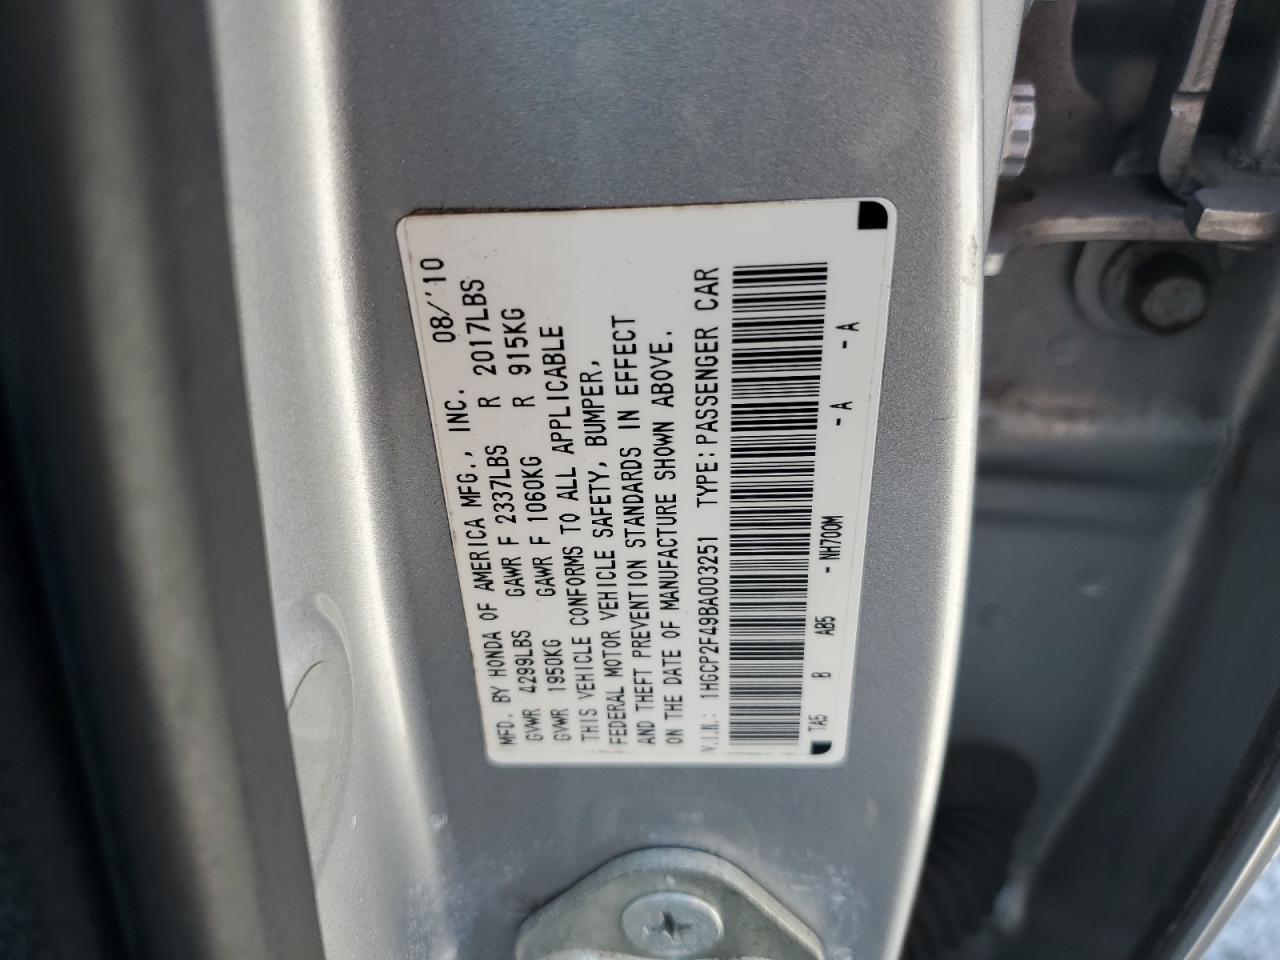 MFD. BY HONDA OF AMERICA MFG., INC. 08/'10
GVWR 4299LBS GAWR F 2337LBS R 2017LBS
GVWR 1950KG GAWR F 1060KG R 915KG
THIS VEHICLE CONFORMS TO ALL APPLICABLE
FEDERAL MOTOR VEHICLE SAFETY, BUMPER,
AND THEFT PREVENTION STANDARDS IN EFFECT
ON THE DATE OF MANUFACTURE SHOWN ABOVE.
V.I.N.: 1HGCP2F49BA003251 TYPE: PASSENGER CAR
TA5 B AB5 - NH700M - A - A